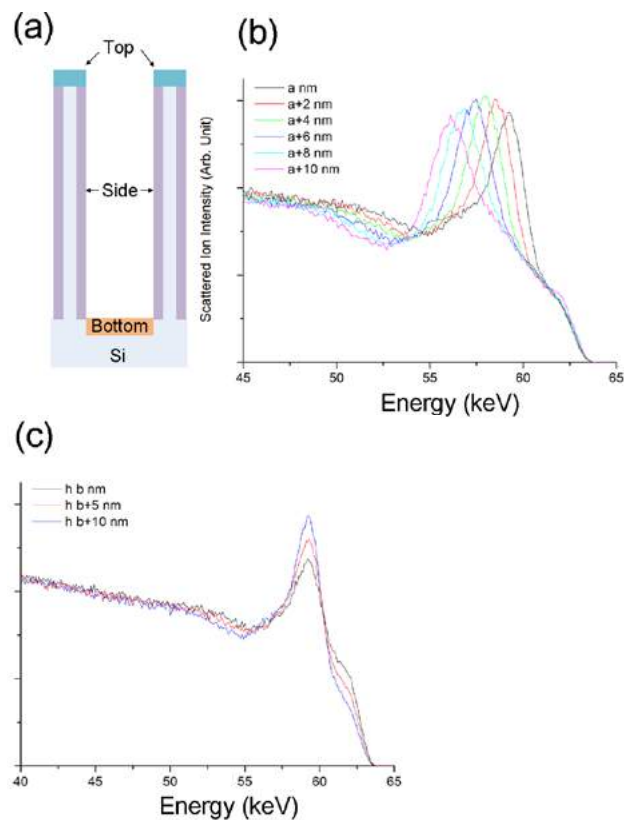 (a)
Top
Side
Bottom
Si
(b)
a nm
a+2 nm
a+4 nm
a+6 nm
a+8 nm
a+10 nm
Scattered Ion Intensity (Arb. Unit)
45 50 55 60 65
Energy (keV)
(c)
h b nm
h b+5 nm
h b+10 nm
40 45 50 55 60 65
Energy (keV)